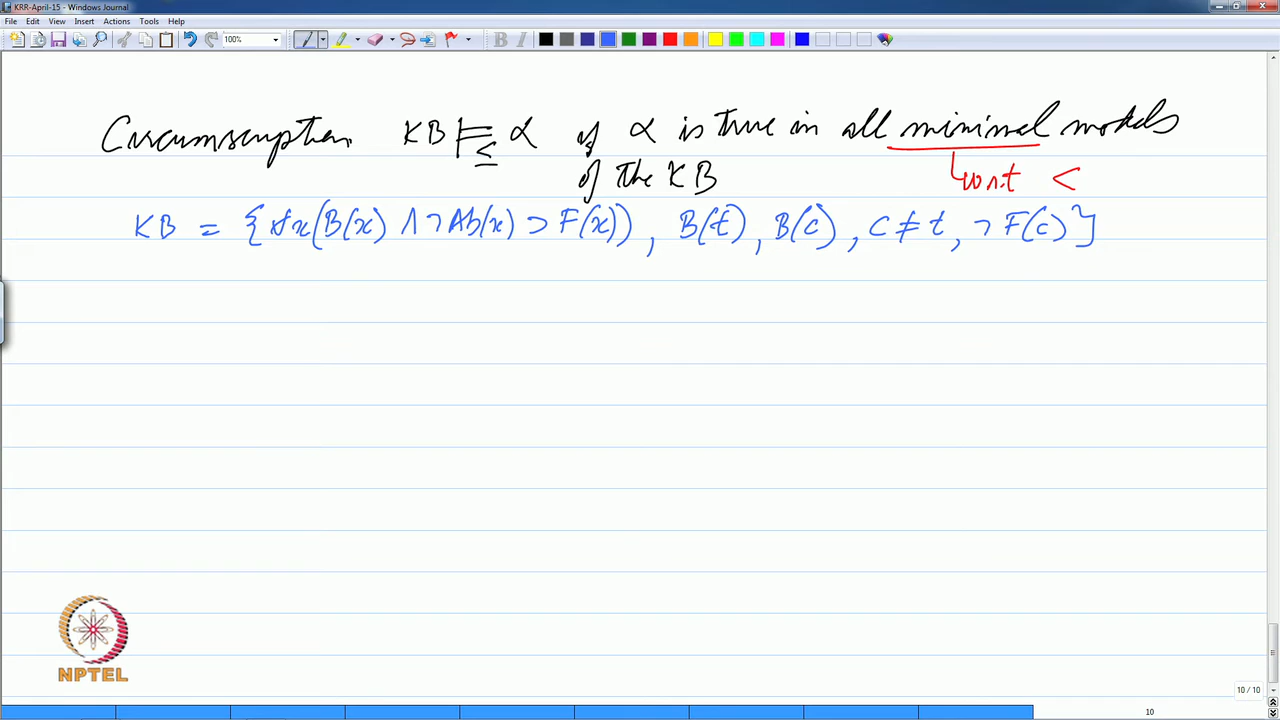 KRR-April-15 - Windows Journal
File Edit View Insert Actions Tools Help
100%
Circumscription KB ⊨≤ α if α is true in all minimal models
of the KB w.r.t <
KB = {∀x(B(x) ∧ ¬Ab(x) ⊃ F(x)), B(t), B(c), c ≠ t, ¬F(c)}
NPTEL
10 / 10
10